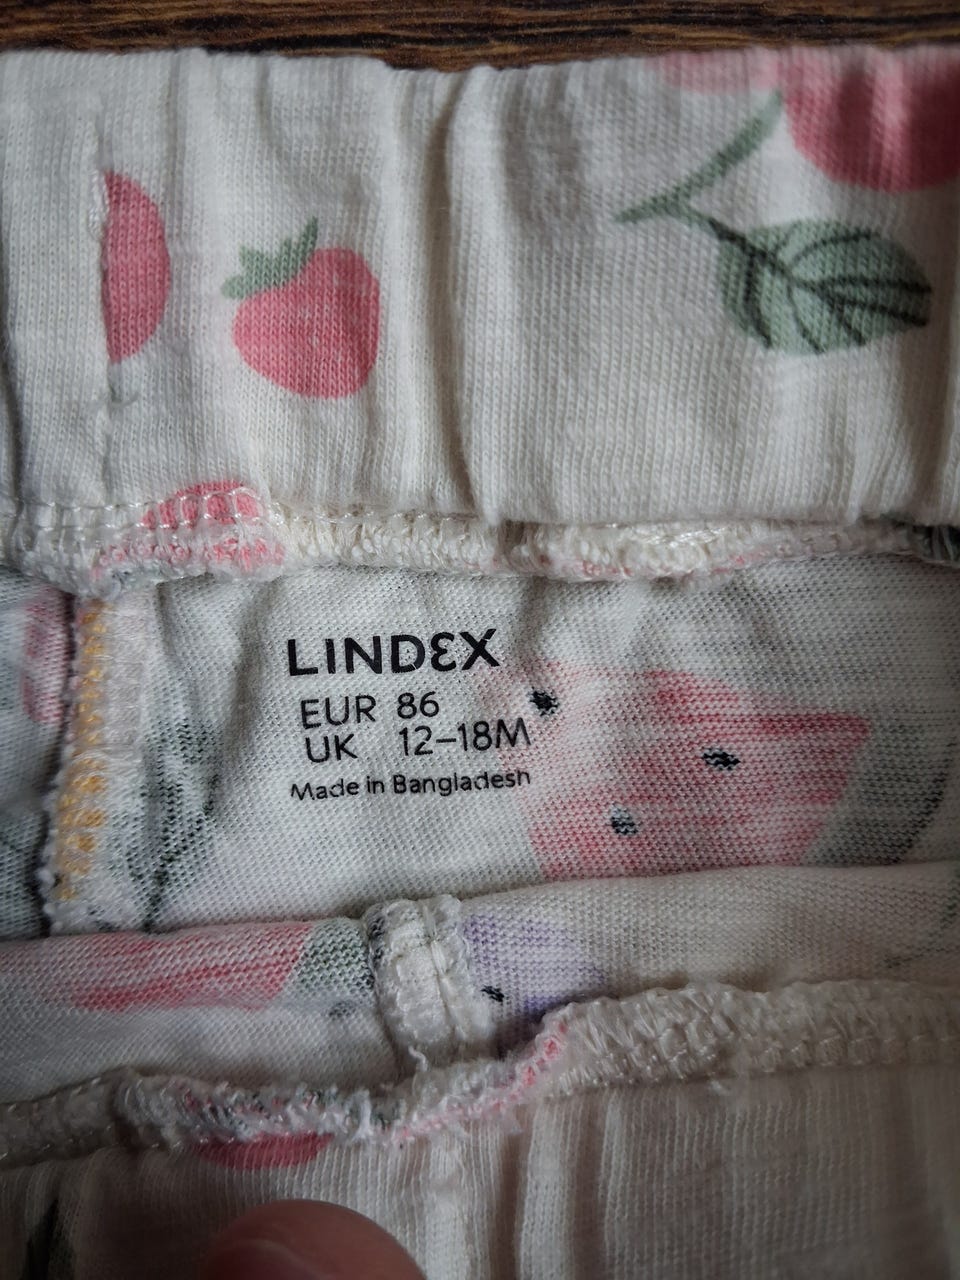 LINDEX
EUR 86
UK 12-18M
Made in Bangladesh